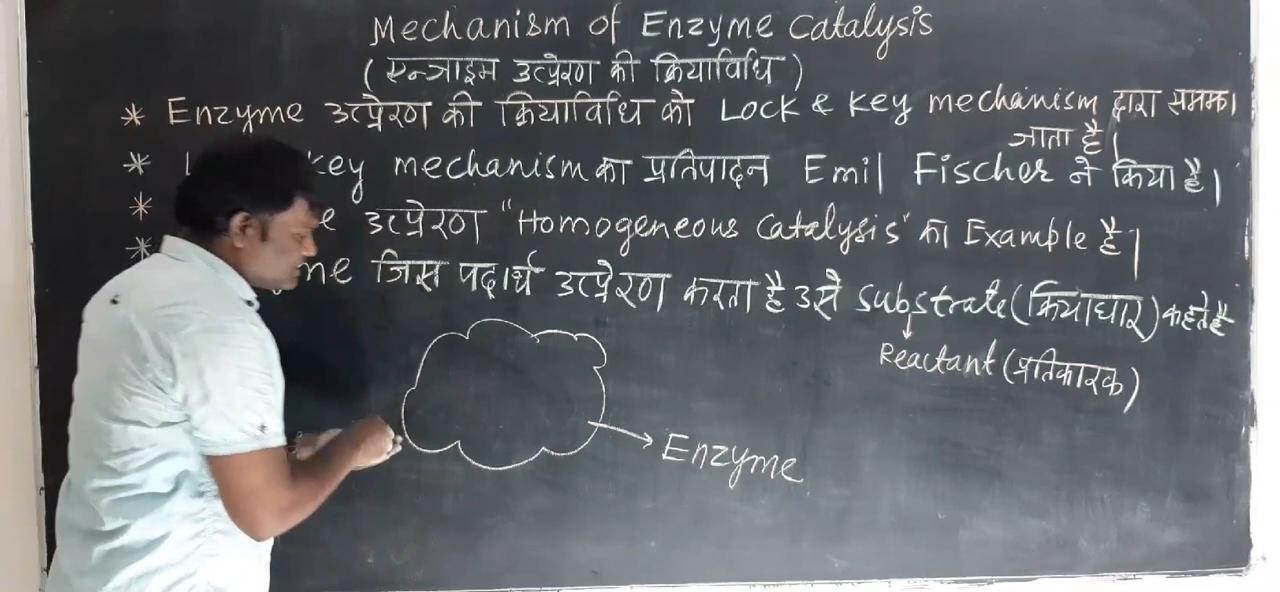 Mechanism of Enzyme Catalysis
(एन्जाइम उत्प्रेरण की क्रियाविधि)
* Enzyme उत्प्रेरण की क्रियाविधि को Lock & Key mechanism द्वारा समझा
जाता है।
* key mechanism का प्रतिपादन Emil Fischer ने किया है।
* उत्प्रेरण "Homogeneous Catalysis" का Example है।
* जिस पदार्थ उत्प्रेरण करता है उसे Substrate (क्रियाधार) कहते है
Reactant (प्रतिकारक)
Enzyme